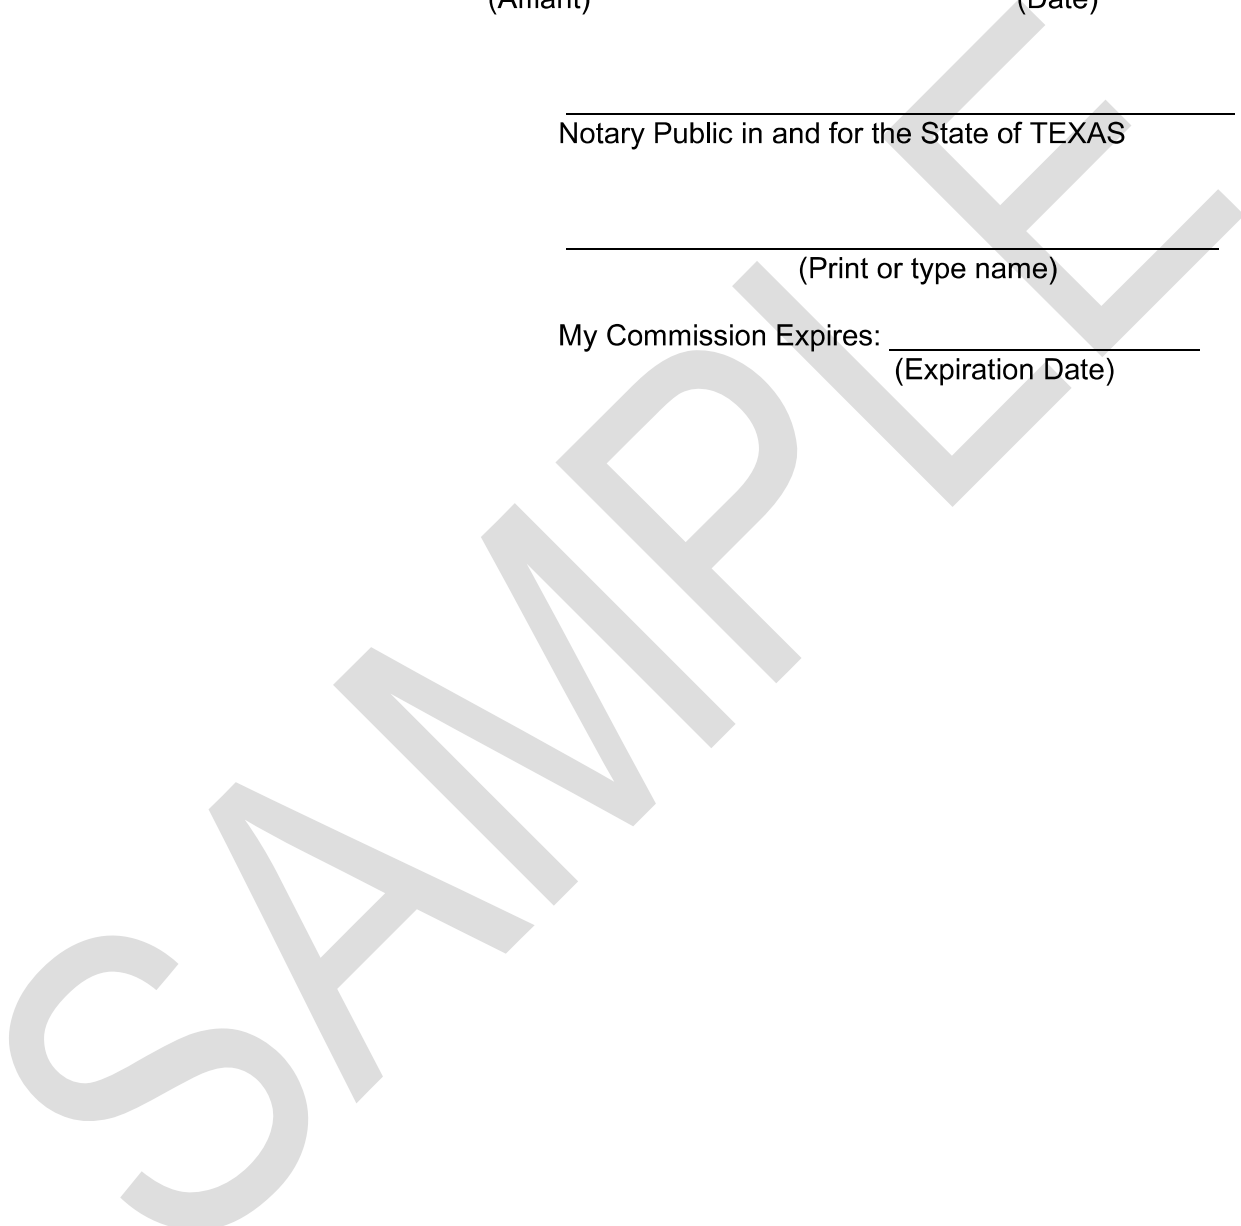 (Affiant) (Date)
Notary Public in and for the State of TEXAS
(Print or type name)
My Commission Expires:
(Expiration Date)
SAMPLE